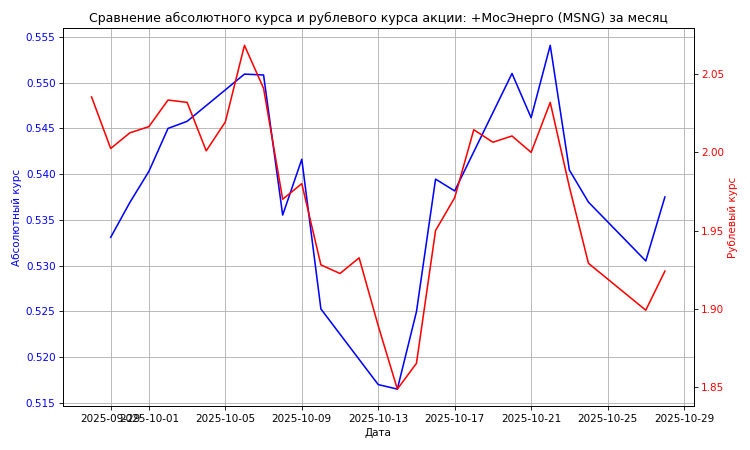 Сравнение абсолютного курса и рублевого курса акции: +МосЭнерго (MSNG) за месяц
0.555
0.550
0.545
0.540
0.535
0.530
0.525
0.520
0.515
Абсолютный курс
2.05
2.00
1.95
1.90
1.85
Рублевый курс
2025-09-29 2025-10-01 2025-10-05 2025-10-09 2025-10-13 2025-10-17 2025-10-21 2025-10-25 2025-10-29
Дата